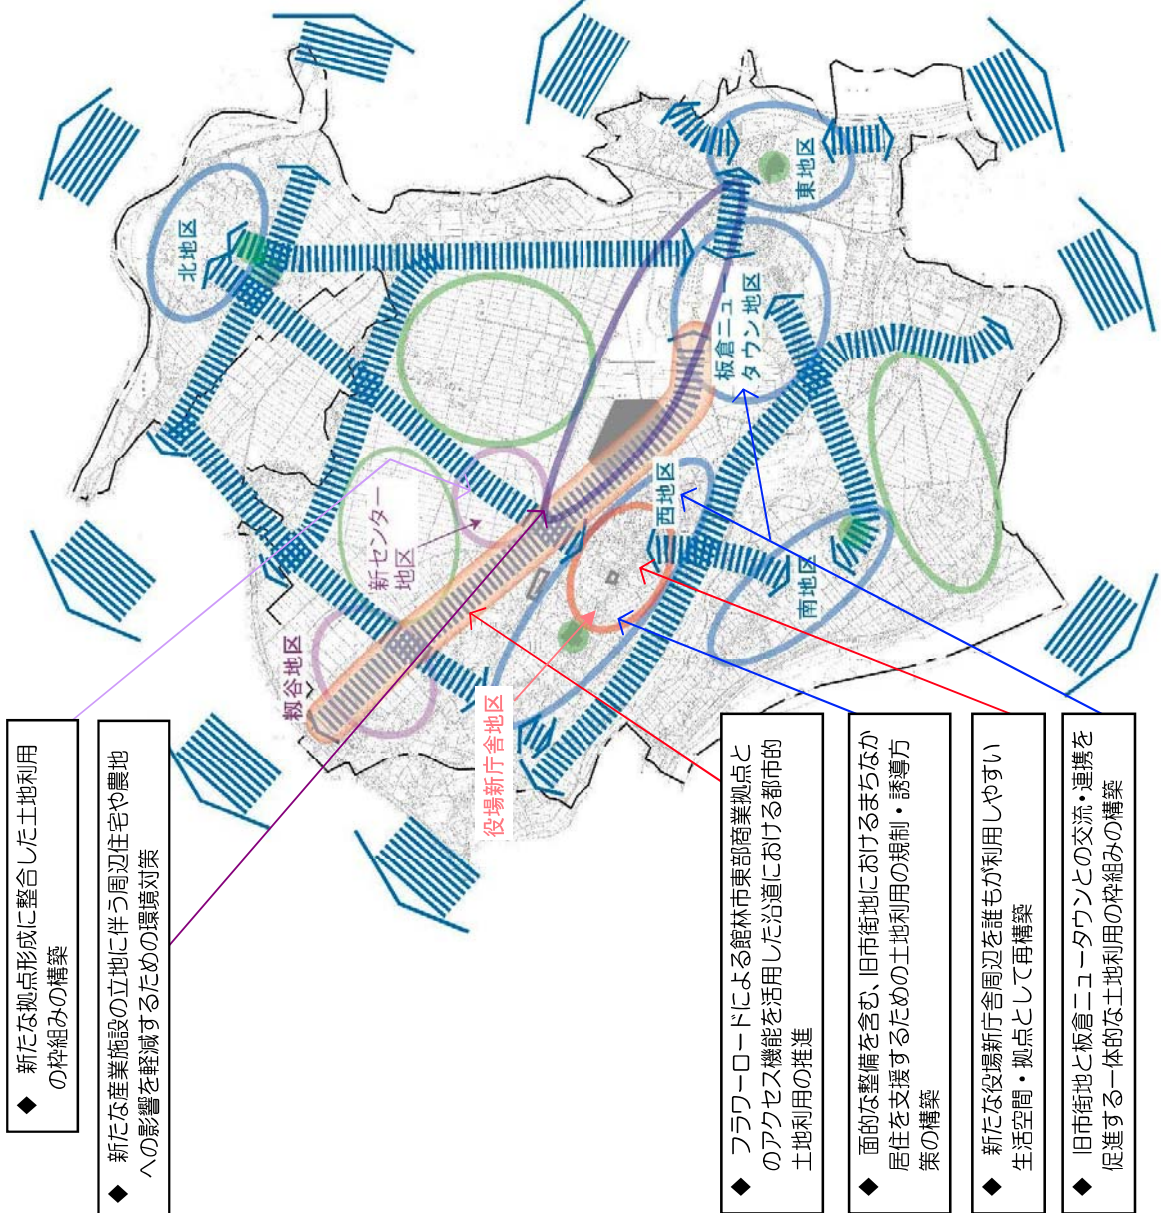 ◆ 新たな拠点形成に整合した土地利用
の枠組みの構築
◆ 新たな産業施設の立地に伴う周辺住宅や農地
への影響を軽減するための環境対策
◆ フラワーロードによる館林市東部商業拠点と
のアクセス機能を活用した沿道における都市的
土地利用の推進
◆ 面的な整備を含む、旧市街地におけるまちなか
居住を支援するための土地利用の規制・誘導方
策の構築
◆ 新たな役場新庁舎周辺を誰もが利用しやすい
生活空間・拠点として再構築
◆ 旧市街地と板倉ニュータウンとの交流・連携を
促進する一体的な土地利用の枠組みの構築
北地区
東地区
板倉ニュー
タウン地区
西地区
南地区
新センター
地区
籾谷地区
役場新庁舎地区